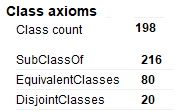 Class axioms
Class count 198
SubClassOf 216
EquivalentClasses 80
DisjointClasses 20